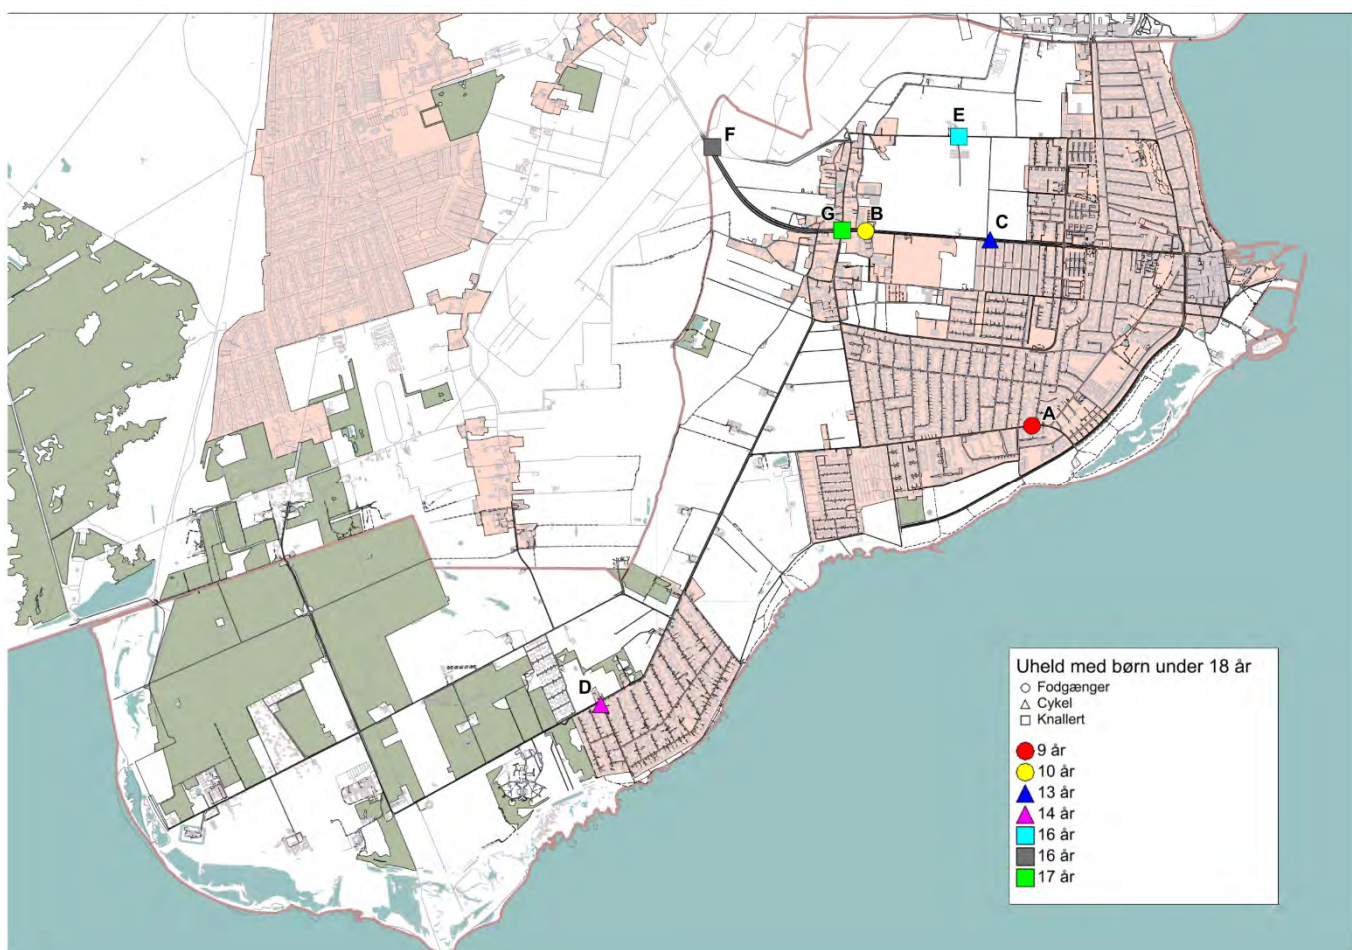 E
F
G
B
C
A
D
Uheld med børn under 18 år
Fodgænger
Cykel
Knallert
9 år
10 år
13 år
14 år
16 år
16 år
17 år